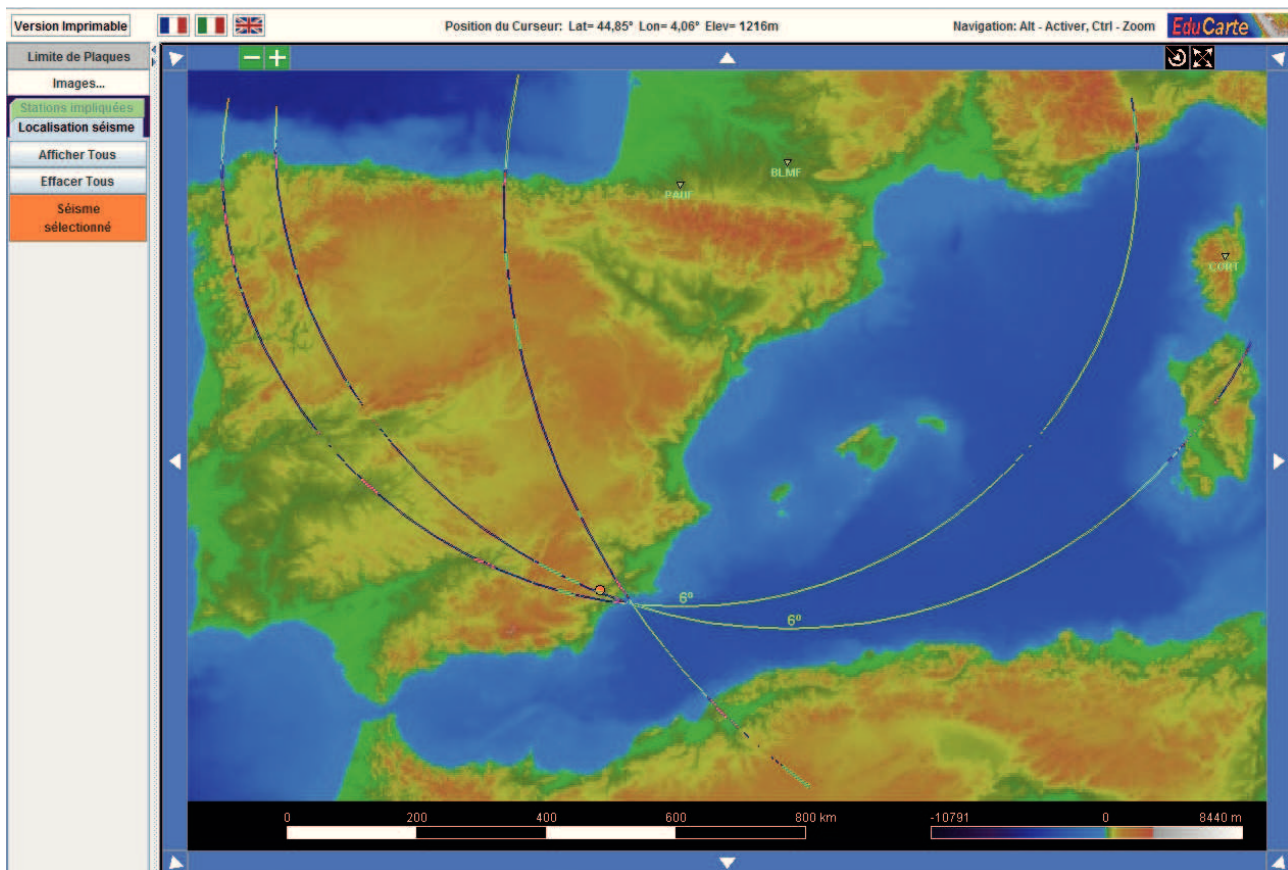 Version Imprimable
Position du Curseur: Lat= 44,85° Lon= 4,06° Elev= 1216m
Navigation: Alt - Activer, Ctrl - Zoom
EduCarte
Limite de Plaques
Images...
Stations impliquées
Localisation séisme
Afficher Tous
Effacer Tous
Séisme
sélectionné
BLMF
PAUF
CORT
6°
6°
0 200 400 600 800 km
-10791 0 8440 m